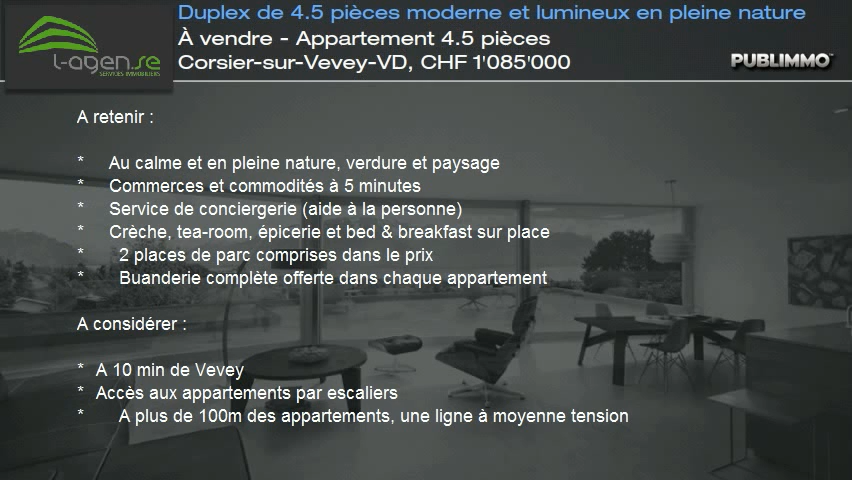 Duplex de 4.5 pièces moderne et lumineux en pleine nature
À vendre - Appartement 4.5 pièces
Corsier-sur-Vevey-VD, CHF 1'085'000
l-agen.se
SERVICES IMMOBILIERS
PUBLIMMO
A retenir :
* Au calme et en pleine nature, verdure et paysage
* Commerces et commodités à 5 minutes
* Service de conciergerie (aide à la personne)
* Crèche, tea-room, épicerie et bed & breakfast sur place
* 2 places de parc comprises dans le prix
* Buanderie complète offerte dans chaque appartement
A considérer :
* A 10 min de Vevey
* Accès aux appartements par escaliers
* A plus de 100m des appartements, une ligne à moyenne tension